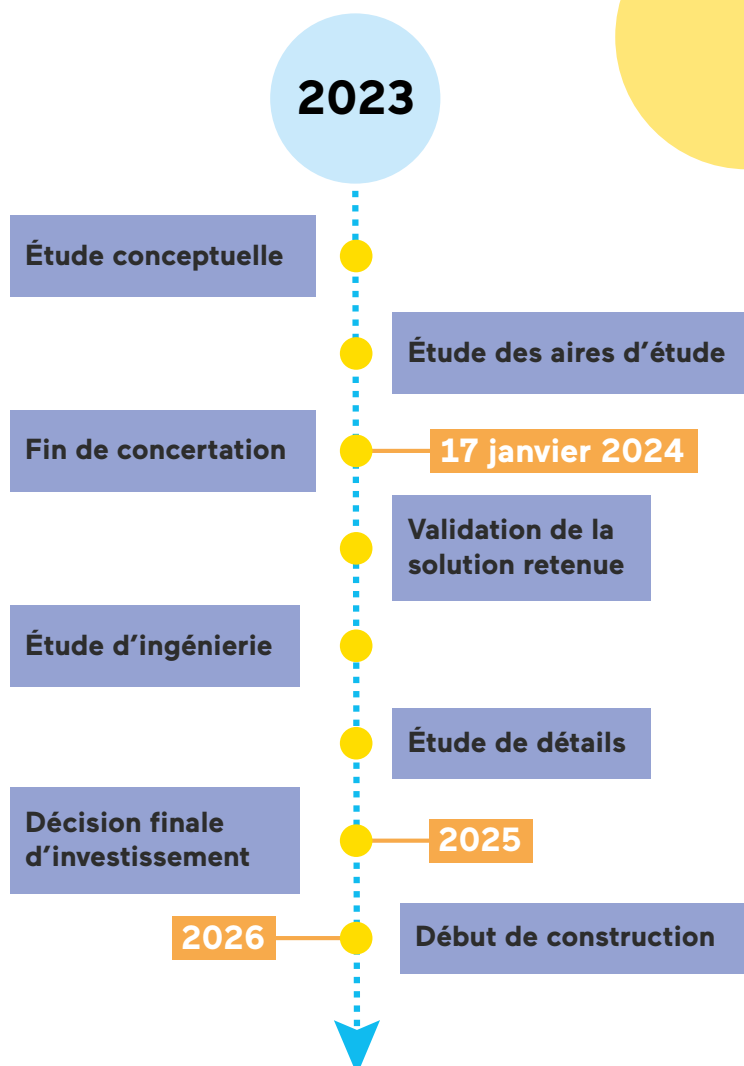 2023
Étude conceptuelle
Étude des aires d’étude
Fin de concertation
17 janvier 2024
Validation de la
solution retenue
Étude d’ingénierie
Étude de détails
Décision finale
d’investissement
2025
2026
Début de construction